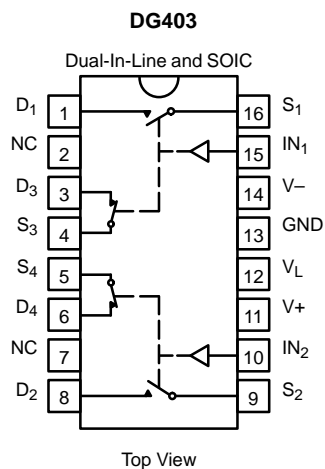 DG403
Dual-In-Line and SOIC
D1 1 16 S1
NC 2 15 IN1
D3 3 14 V–
S3 4 13 GND
S4 5 12 VL
D4 6 11 V+
NC 7 10 IN2
D2 8 9 S2
Top View